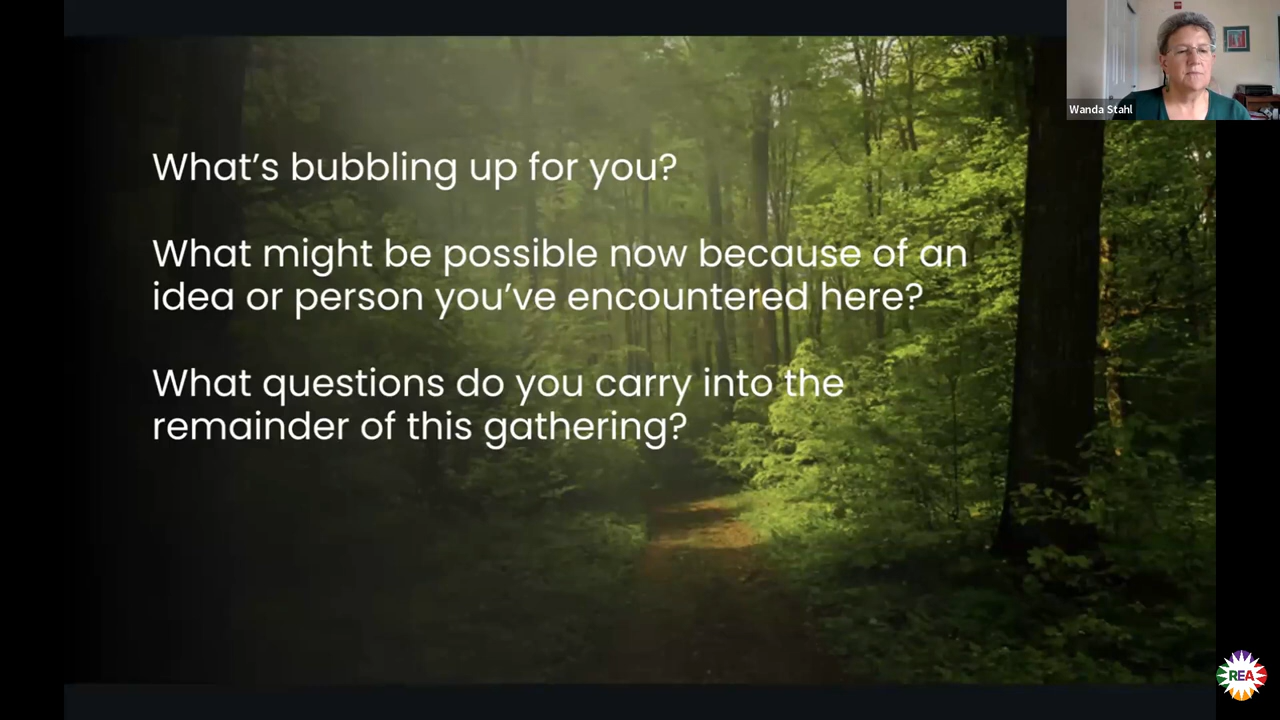 Wanda Stahl
What’s bubbling up for you?
What might be possible now because of an
idea or person you’ve encountered here?
What questions do you carry into the
remainder of this gathering?
REA